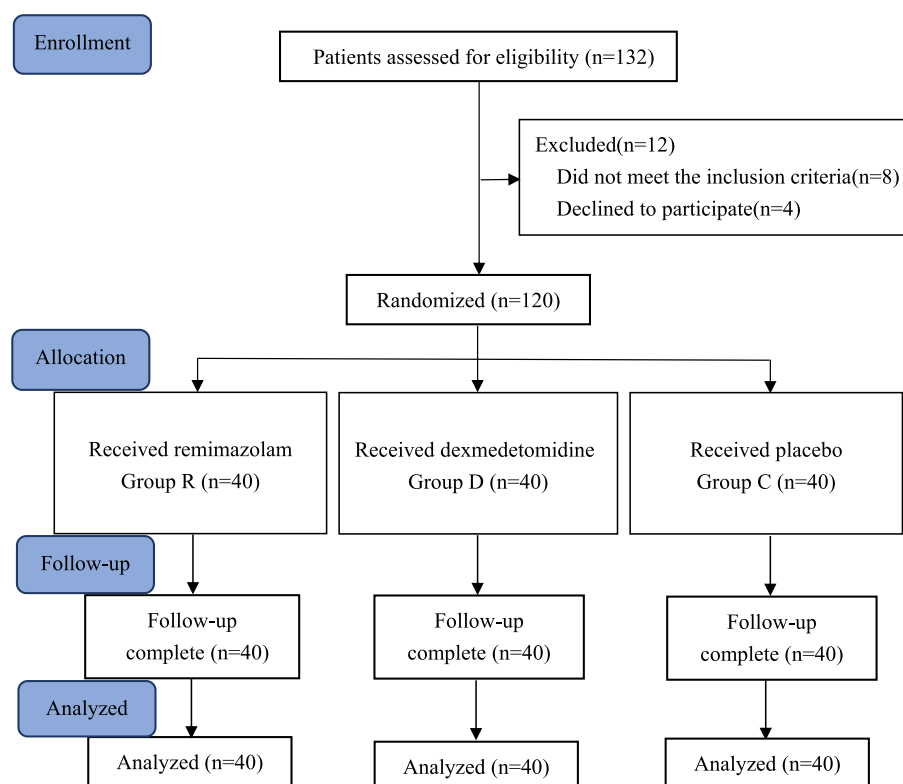 Enrollment
Patients assessed for eligibility (n=132)
Excluded(n=12)
Did not meet the inclusion criteria(n=8)
Declined to participate(n=4)
Randomized (n=120)
Allocation
Received remimazolam
Group R (n=40)
Received dexmedetomidine
Group D (n=40)
Received placebo
Group C (n=40)
Follow-up
Follow-up
complete (n=40)
Follow-up
complete (n=40)
Follow-up
complete (n=40)
Analyzed
Analyzed (n=40)
Analyzed (n=40)
Analyzed (n=40)